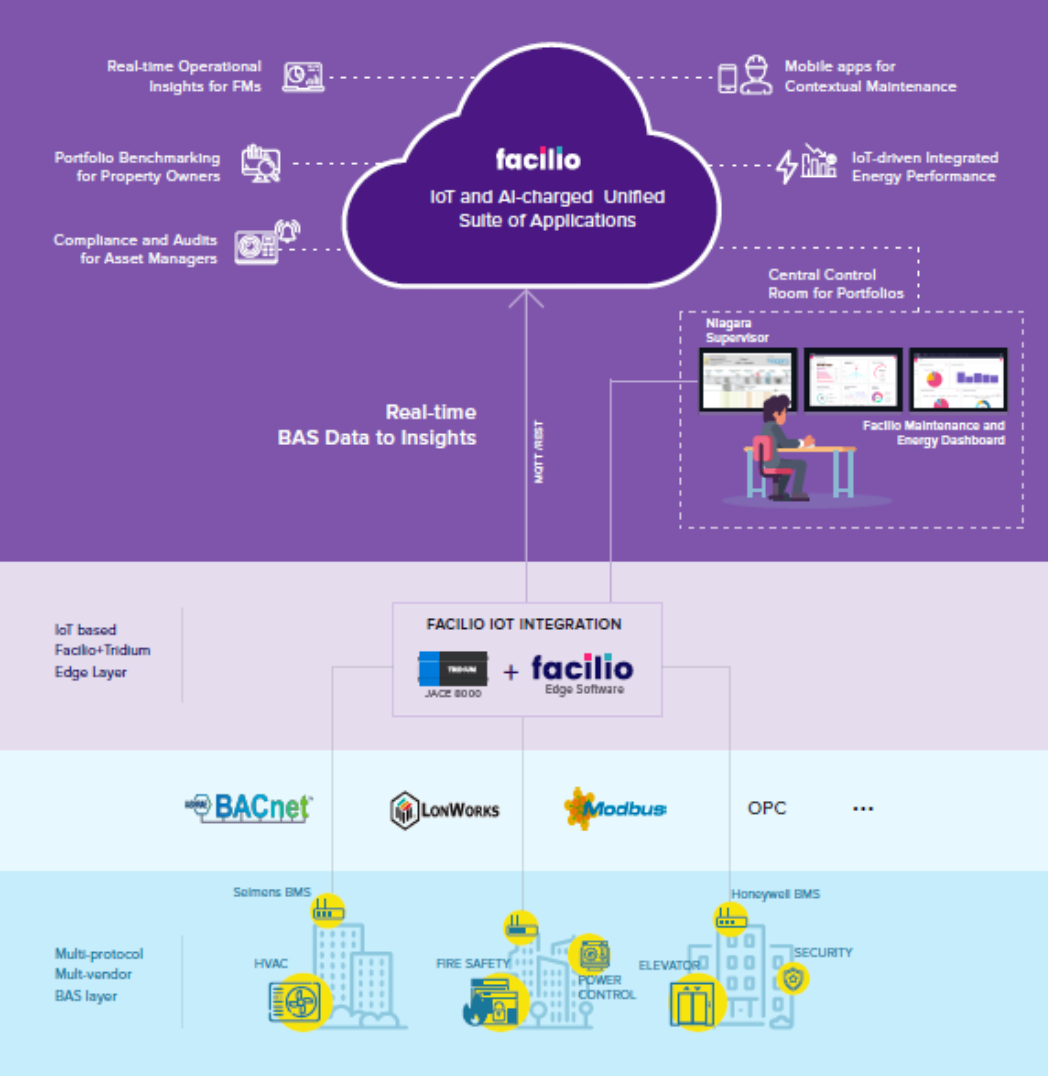 Real-time Operational
Insights for FMs
Mobile apps for
Contextual Maintenance
Portfolio Benchmarking
for Property Owners
facilio
IoT and AI-charged Unified
Suite of Applications
IoT-driven Integrated
Energy Performance
Compliance and Audits
for Asset Managers
Central Control
Room for Portfolios
Niagara
Supervisor
Facilio Maintenance and
Energy Dashboard
Real-time
BAS Data to Insights
MQTT /REST
FACILIO IOT INTEGRATION
IoT based
Facilio+Tridium
Edge Layer
TRIDIUM
JACE 8000
+
facilio
Edge Software
ASHRAE BACnet™
LONWORKS
Modbus
OPC
...
Seimens BMS
Honeywell BMS
Multi-protocol
Mult-vendor
BAS layer
HVAC
FIRE SAFETY
POWER
CONTROL
ELEVATOR
SECURITY